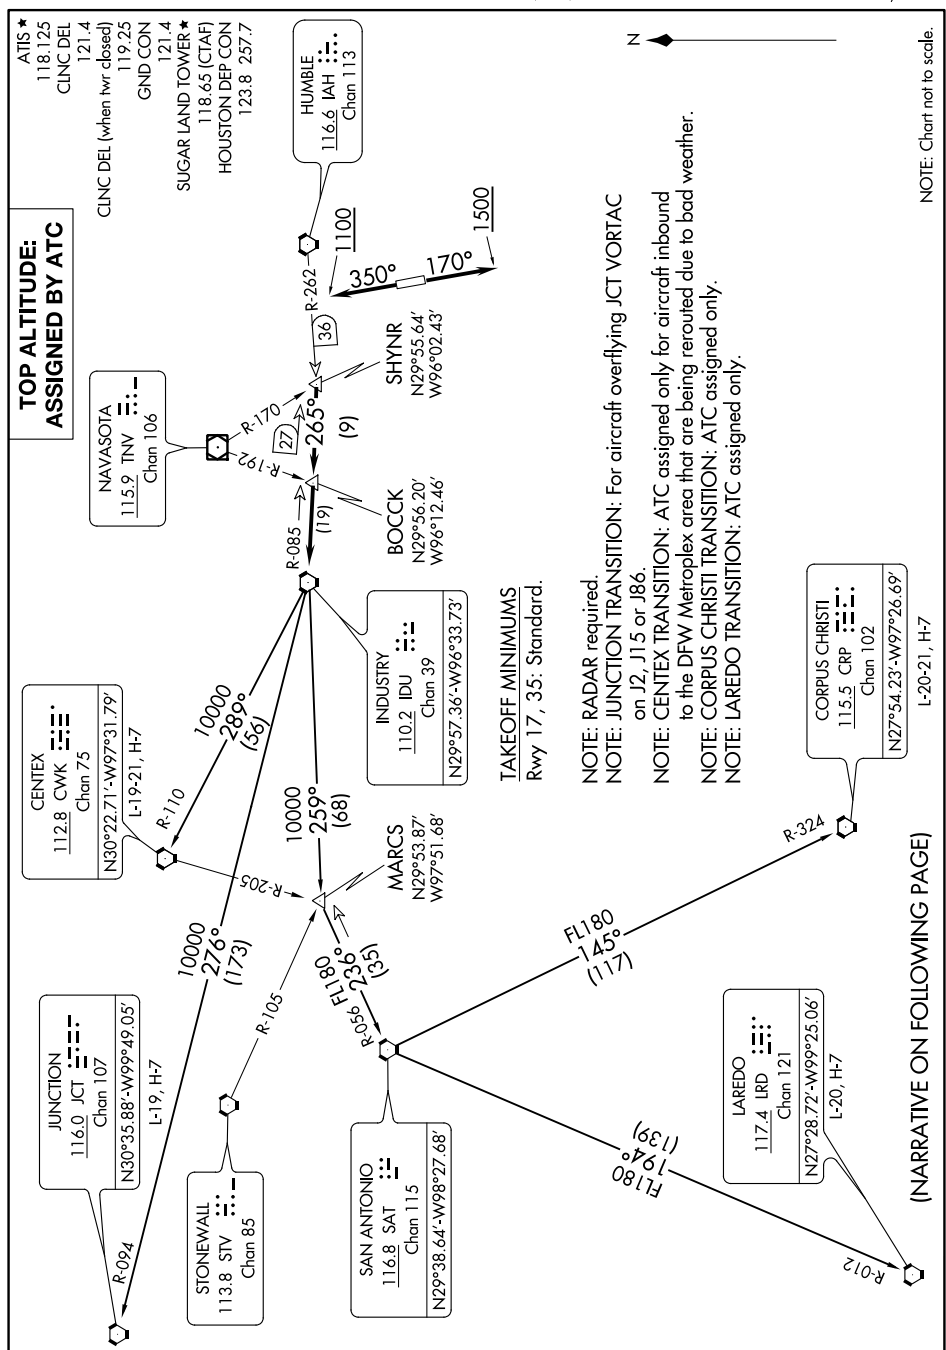 TOP ALTITUDE:
ASSIGNED BY ATC
ATIS ★
118.125
CLNC DEL
121.4
CLNC DEL (when twr closed)
119.25
GND CON
121.4
SUGAR LAND TOWER ★
118.65 (CTAF)
HOUSTON DEP CON
123.8 257.7
JUNCTION
116.0 JCT
Chan 107
N30°35.88'-W99°49.05'
L-19, H-7
CENTEX
112.8 CWK
Chan 75
N30°22.71'-W97°31.79'
L-19-21, H-7
NAVASOTA
115.9 TNV
Chan 106
HUMBLE
116.6 IAH
Chan 113
N
STONEWALL
113.8 STV
Chan 85
SAN ANTONIO
116.8 SAT
Chan 115
N29°38.64'-W98°27.68'
INDUSTRY
110.2 IDU
Chan 39
N29°57.36'-W96°33.73'
MARCS
N29°53.87'
W97°51.68'
BOCCK
N29°56.20'
W96°12.46'
SHYNR
N29°55.64'
W96°02.43'
R-094
10000
276°
(173)
R-110
10000
289°
(56)
R-205
R-105
10000
259°
(68)
R-056
FL180
236°
(35)
R-085
(19)
R-192
R-170
27
265°
(9)
36
R-262
1100
350°
170°
1500
TAKEOFF MINIMUMS
Rwy 17, 35: Standard.
NOTE: RADAR required.
NOTE: JUNCTION TRANSITION: For aircraft overflying JCT VORTAC
on J2, J15 or J86.
NOTE: CENTEX TRANSITION: ATC assigned only for aircraft inbound
to the DFW Metroplex area that are being rerouted due to bad weather.
NOTE: CORPUS CHRISTI TRANSITION: ATC assigned only.
NOTE: LAREDO TRANSITION: ATC assigned only.
FL180
145°
(117)
R-324
FL180
194°
(139)
R-012
LAREDO
117.4 LRD
Chan 121
N27°28.72'-W99°25.06'
L-20, H-7
CORPUS CHRISTI
115.5 CRP
Chan 102
N27°54.23'-W97°26.69'
L-20-21, H-7
(NARRATIVE ON FOLLOWING PAGE)
NOTE: Chart not to scale.